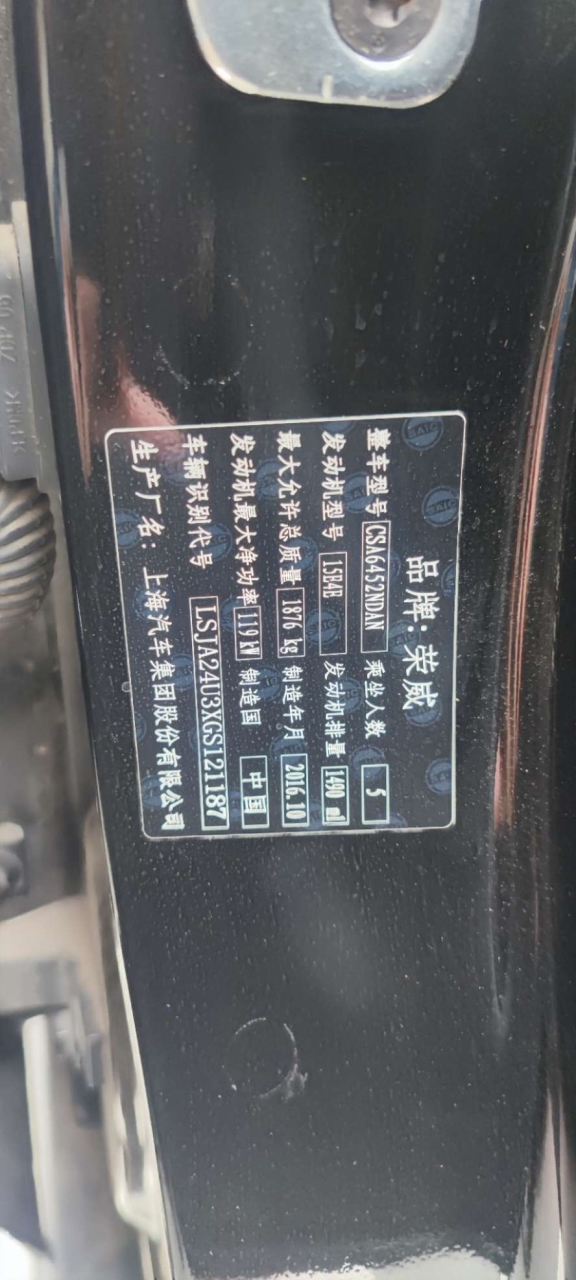 品牌: 荣威
整车型号 CSA6452NDAN 乘坐人数 5
发动机型号 15E4E 发动机排量 1490 ml
最大允许总质量 1876 kg 制造年月 2016.10
发动机最大净功率 119 kW 制造国 中国
车辆识别代号 LSJA24U3XGS121187
生产厂名: 上海汽车集团股份有限公司